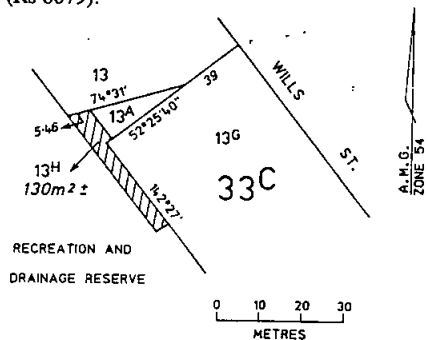 (Rs 6679).
13
74°31'
39
WILLS
ST.
13A
52°25'40"
5·46
13G
13H
130m² ±
142°27'
33C
A.M.G.
ZONE 54
RECREATION AND
DRAINAGE RESERVE
0 10 20 30
METRES